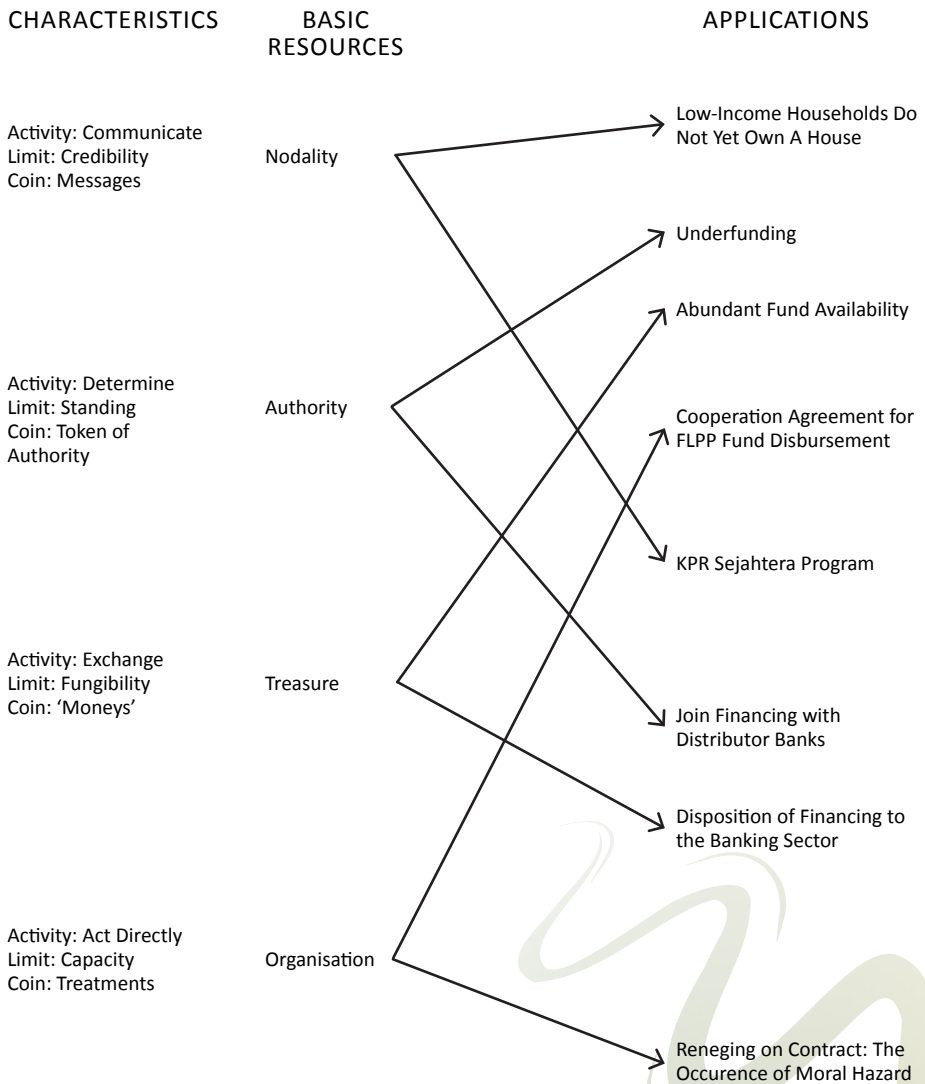 CHARACTERISTICS
BASIC
RESOURCES
APPLICATIONS
Activity: Communicate
Limit: Credibility
Coin: Messages
Nodality
Low-Income Households Do
Not Yet Own A House
Underfunding
Abundant Fund Availability
Activity: Determine
Limit: Standing
Coin: Token of
Authority
Authority
Cooperation Agreement for
FLPP Fund Disbursement
KPR Sejahtera Program
Activity: Exchange
Limit: Fungibility
Coin: ‘Moneys’
Treasure
Join Financing with
Distributor Banks
Disposition of Financing to
the Banking Sector
Activity: Act Directly
Limit: Capacity
Coin: Treatments
Organisation
Reneging on Contract: The
Occurence of Moral Hazard